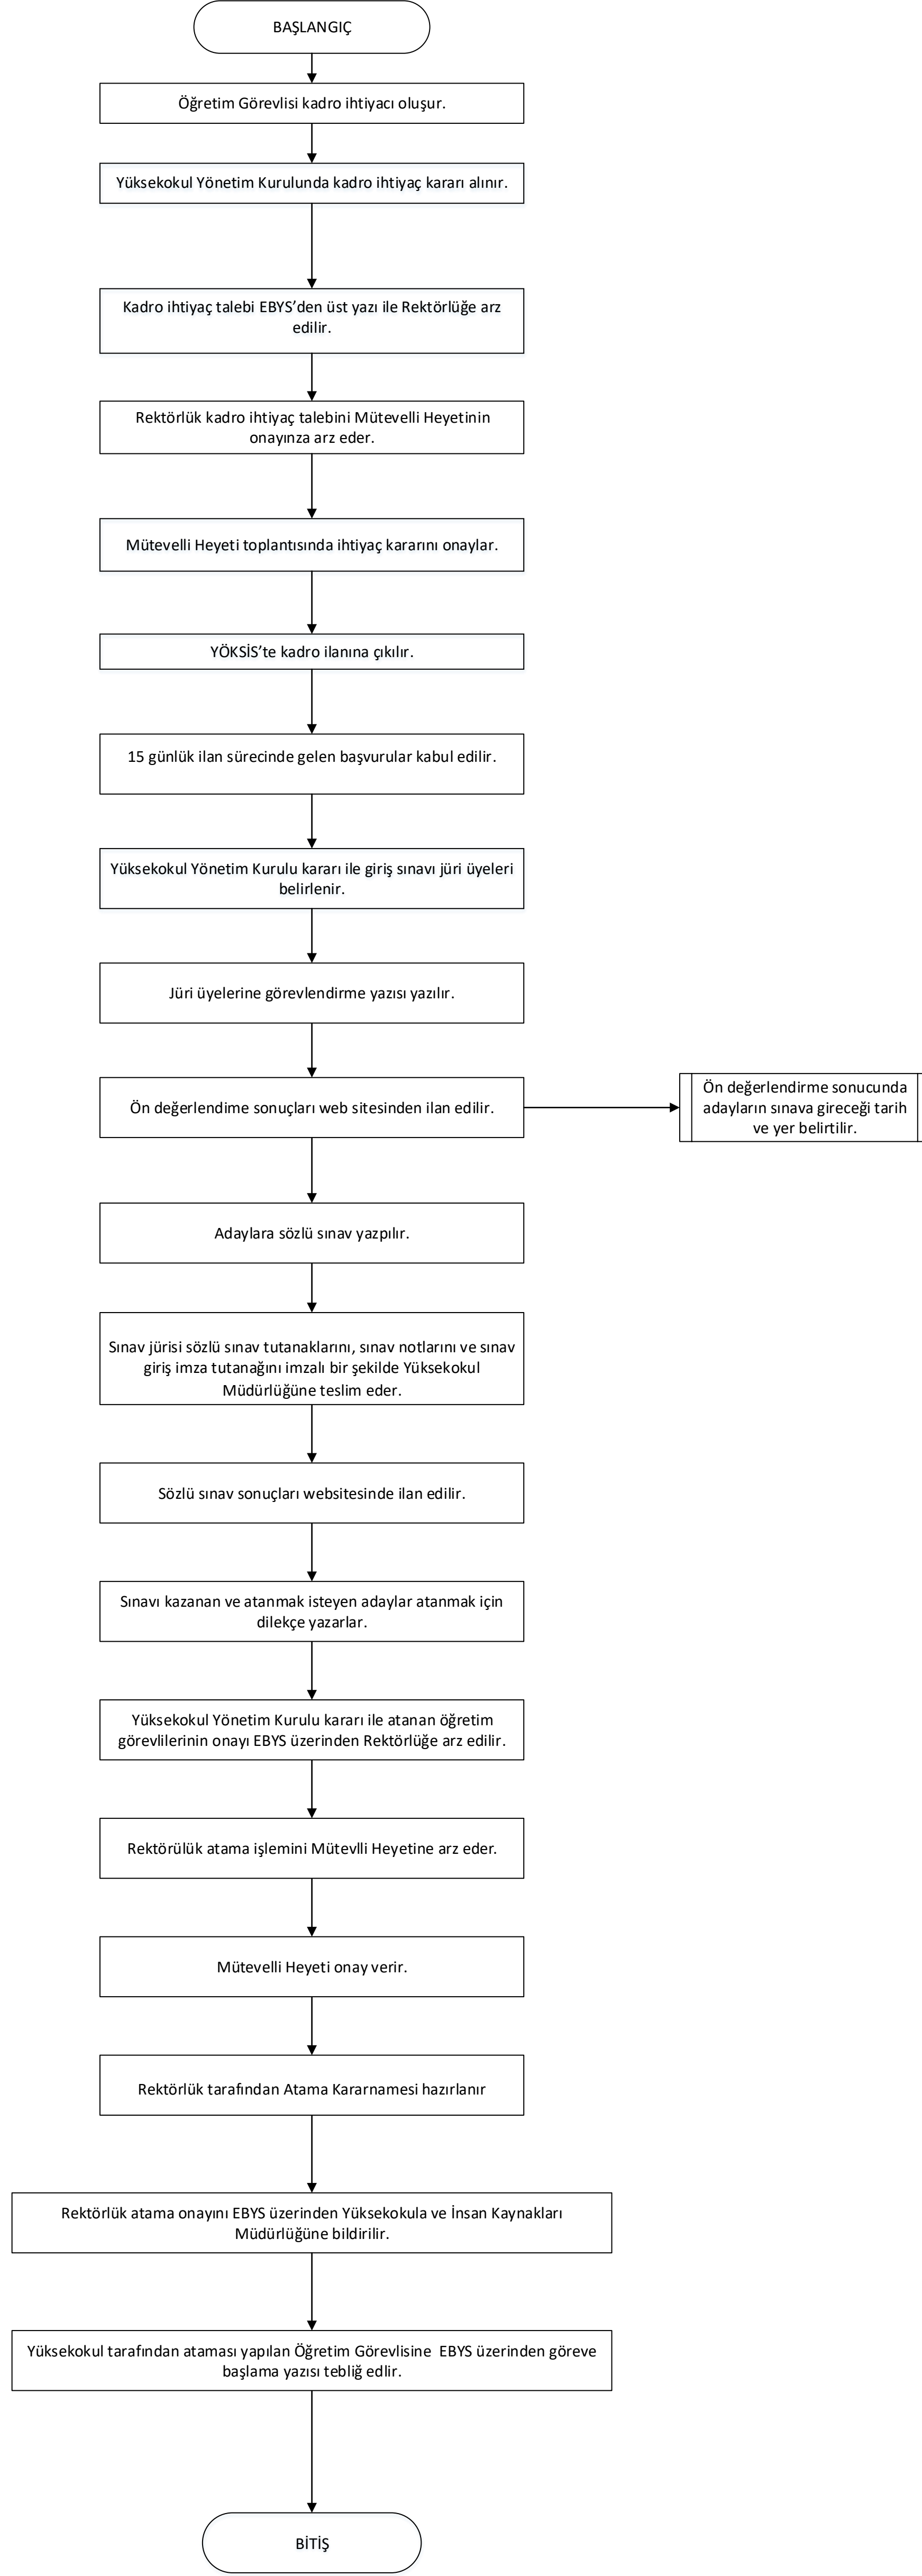 BAŞLANGIÇ
Öğretim Görevlisi kadro ihtiyacı oluşur.
Yüksekokul Yönetim Kurulunda kadro ihtiyaç kararı alınır.
Kadro ihtiyaç talebi EBYS’den üst yazı ile Rektörlüğe arz
edilir.
Rektörlük kadro ihtiyaç talebini Mütevelli Heyetinin
onayınza arz eder.
Mütevelli Heyeti toplantısında ihtiyaç kararını onaylar.
YÖKSİS’te kadro ilanına çıkılır.
15 günlük ilan sürecinde gelen başvurular kabul edilir.
Yüksekokul Yönetim Kurulu kararı ile giriş sınavı jüri üyeleri
belirlenir.
Jüri üyelerine görevlendirme yazısı yazılır.
Ön değerlendime sonuçları web sitesinden ilan edilir.
Ön değerlendirme sonucunda
adayların sınava gireceği tarih
ve yer belirtilir.
Adaylara sözlü sınav yazpılır.
Sınav jürisi sözlü sınav tutanaklarını, sınav notlarını ve sınav
giriş imza tutanağını imzalı bir şekilde Yüksekokul
Müdürlüğüne teslim eder.
Sözlü sınav sonuçları websitesinde ilan edilir.
Sınavı kazanan ve atanmak isteyen adaylar atanmak için
dilekçe yazarlar.
Yüksekokul Yönetim Kurulu kararı ile atanan öğretim
görevlilerinin onayı EBYS üzerinden Rektörlüğe arz edilir.
Rektörülük atama işlemini Mütevlli Heyetine arz eder.
Mütevelli Heyeti onay verir.
Rektörlük tarafından Atama Kararnamesi hazırlanır
Rektörlük atama onayını EBYS üzerinden Yüksekokula ve İnsan Kaynakları
Müdürlüğüne bildirilir.
Yüksekokul tarafından ataması yapılan Öğretim Görevlisine EBYS üzerinden göreve
başlama yazısı tebliğ edlir.
BİTİŞ